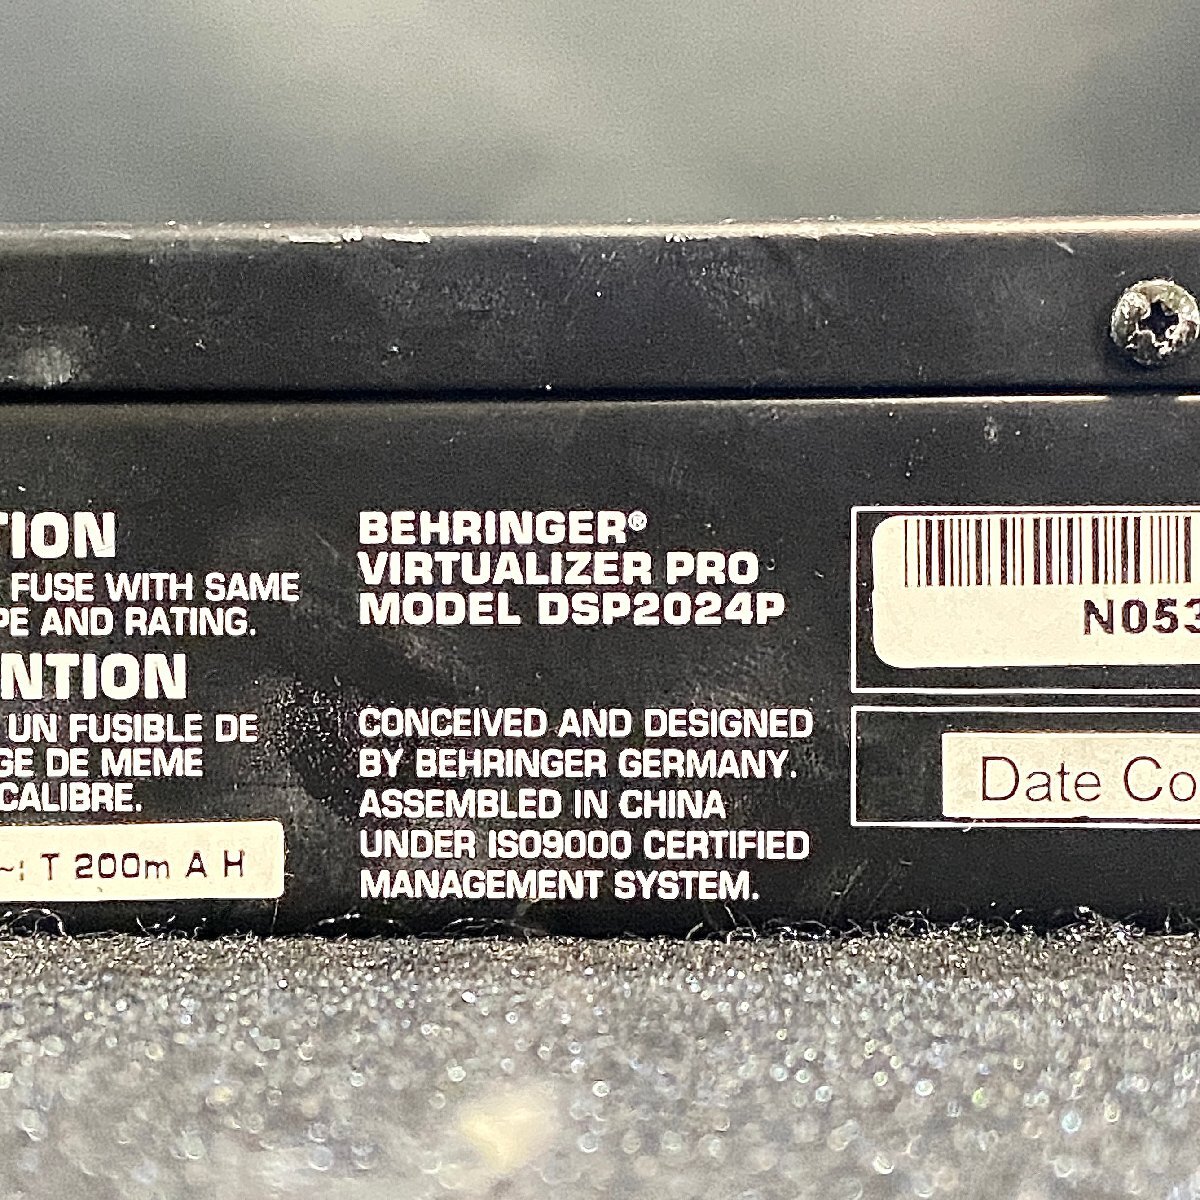 TION
FUSE WITH SAME
PE AND RATING.
NTION
UN FUSIBLE DE
GE DE MEME
CALIBRE.
~; T 200m A H
BEHRINGER®
VIRTUALIZER PRO
MODEL DSP2024P
CONCEIVED AND DESIGNED
BY BEHRINGER GERMANY.
ASSEMBLED IN CHINA
UNDER ISO9000 CERTIFIED
MANAGEMENT SYSTEM.
N053
Date Co